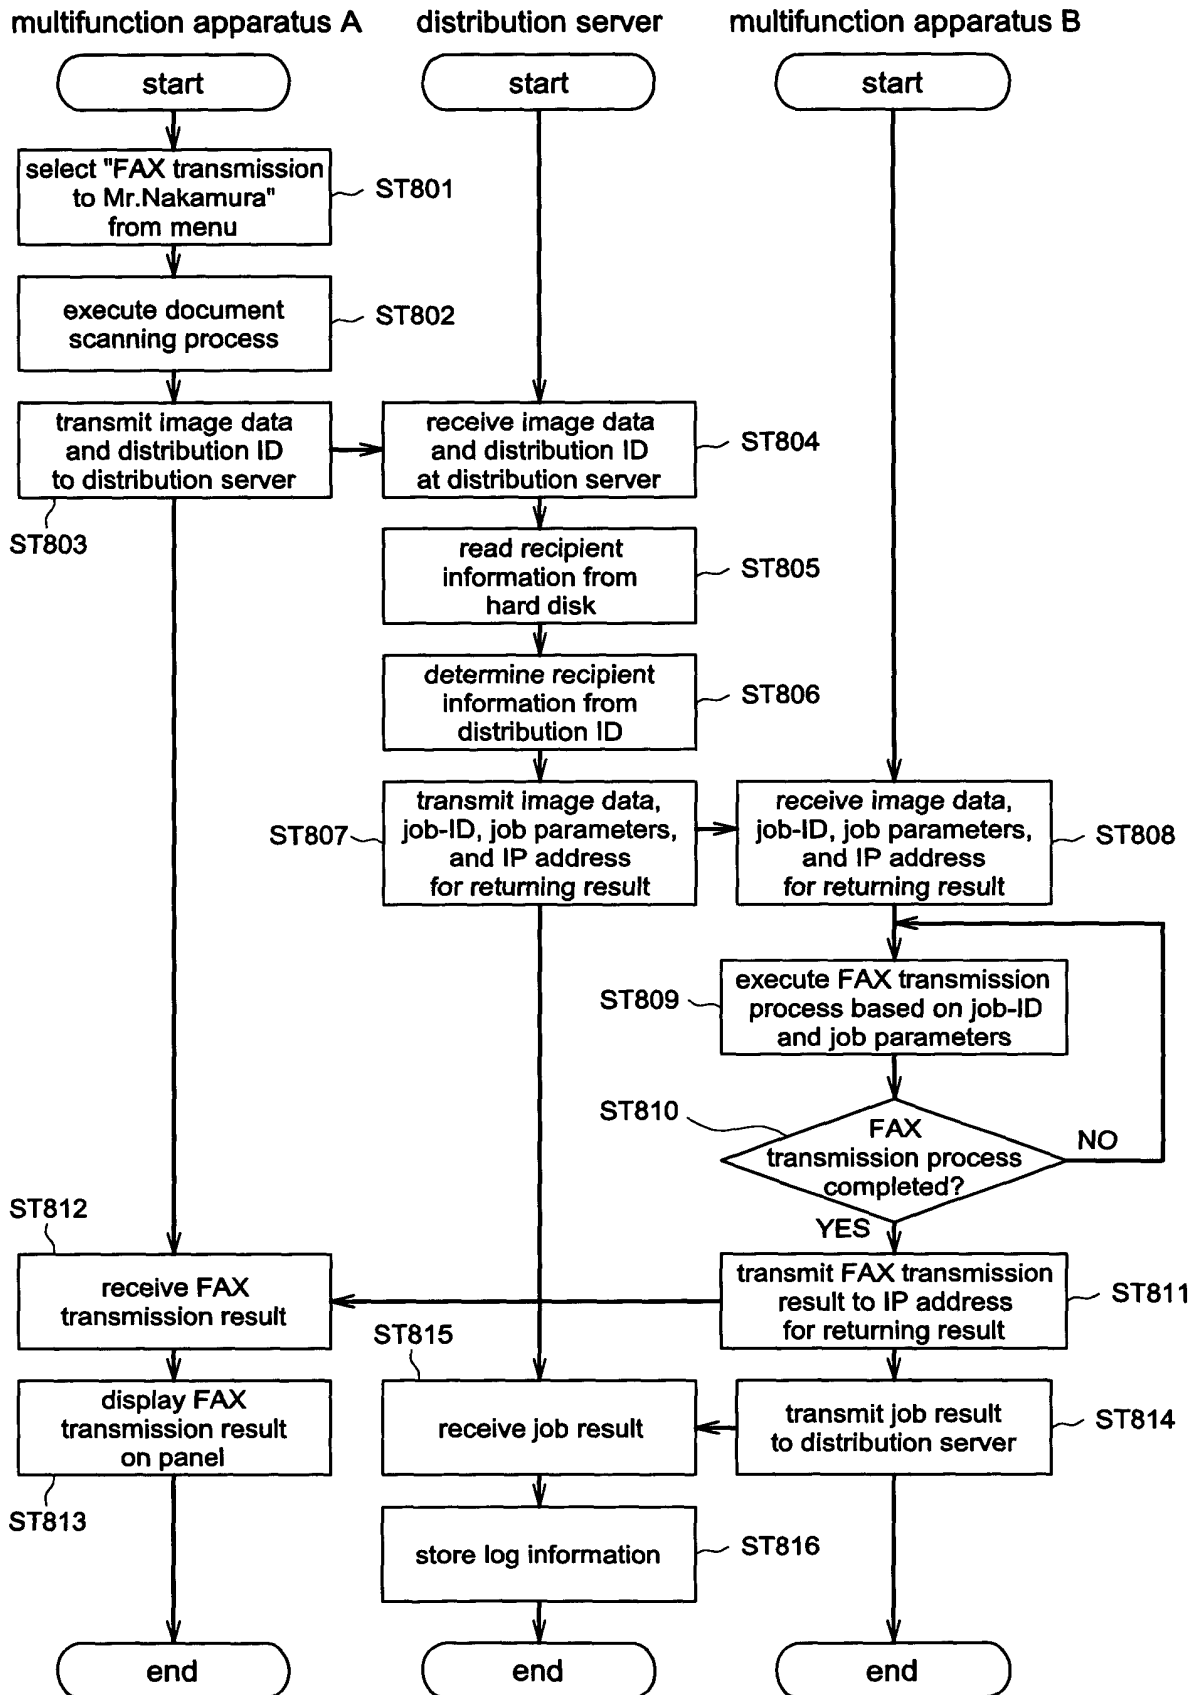 multifunction apparatus A
distribution server
multifunction apparatus B
start
start
start
select "FAX transmission
to Mr.Nakamura"
from menu
ST801
execute document
scanning process
ST802
transmit image data
and distribution ID
to distribution server
ST803
receive image data
and distribution ID
at distribution server
ST804
read recipient
information from
hard disk
ST805
determine recipient
information from
distribution ID
ST806
ST807
transmit image data,
job-ID, job parameters,
and IP address
for returning result
receive image data,
job-ID, job parameters,
and IP address
for returning result
ST808
ST809
execute FAX transmission
process based on job-ID
and job parameters
ST810
FAX
transmission process
completed?
NO
YES
ST812
receive FAX
transmission result
transmit FAX transmission
result to IP address
for returning result
ST811
ST815
display FAX
transmission result
on panel
ST813
receive job result
transmit job result
to distribution server
ST814
store log information
ST816
end
end
end